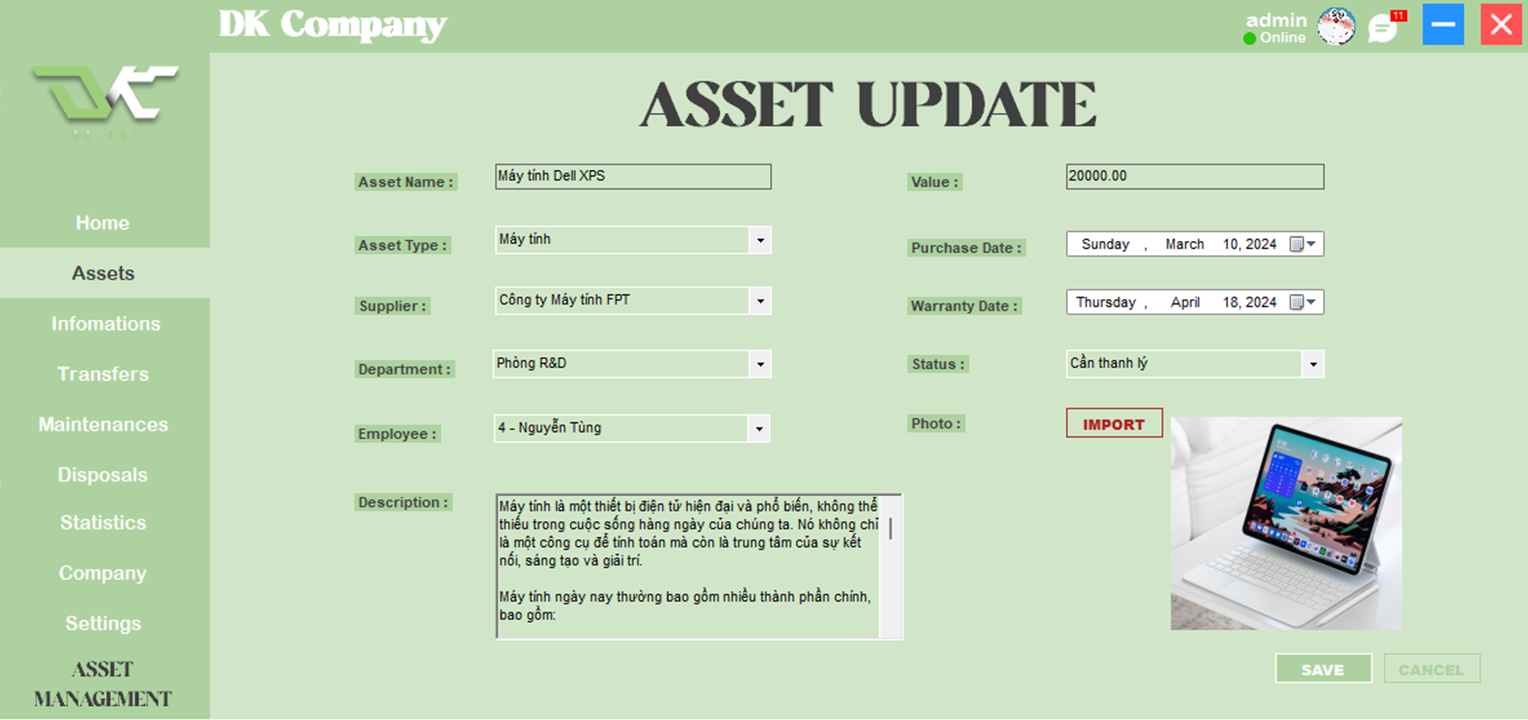 DK Company
admin
Online
11
Home
Assets
Infomations
Transfers
Maintenances
Disposals
Statistics
Company
Settings
ASSET
MANAGEMENT
ASSET UPDATE
Asset Name :
Máy tính Dell XPS
Asset Type :
Máy tính
Supplier :
Công ty Máy tính FPT
Department :
Phòng R&D
Employee :
4 - Nguyễn Tùng
Description :
Máy tính là một thiết bị điện tử hiện đại và phổ biến, không thể
thiếu trong cuộc sống hàng ngày của chúng ta. Nó không chỉ
là một công cụ để tính toán mà còn là trung tâm của sự kết
nối, sáng tạo và giải trí.
Máy tính ngày nay thường bao gồm nhiều thành phần chính,
bao gồm:
Value :
20000.00
Purchase Date :
Sunday , March 10, 2024
Warranty Date :
Thursday , April 18, 2024
Status :
Cần thanh lý
Photo :
IMPORT
SAVE
CANCEL